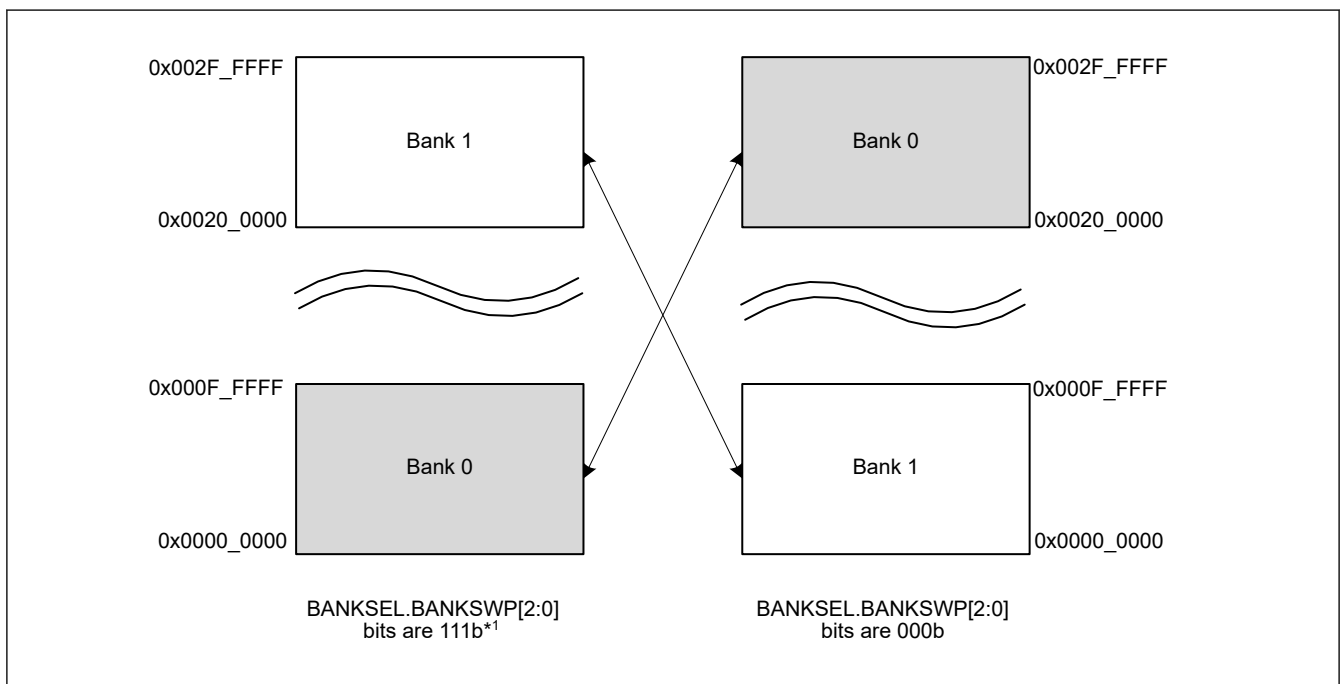 0x002F_FFFF
0x002F_FFFF
Bank 1
Bank 0
0x0020_0000
0x0020_0000
0x000F_FFFF
0x000F_FFFF
Bank 0
Bank 1
0x0000_0000
0x0000_0000
BANKSEL.BANKSWP[2:0]
bits are 111b*1
BANKSEL.BANKSWP[2:0]
bits are 000b